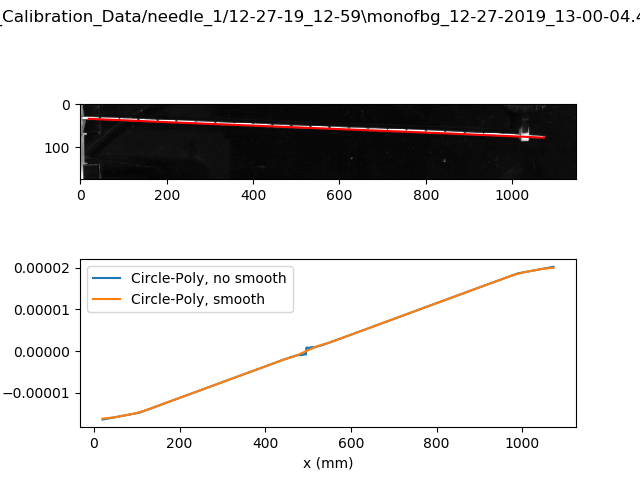 _Calibration_Data/needle_1/12-27-19_12-59\monofbg_12-27-2019_13-00-04.4
0
100
0 200 400 600 800 1000
0.00002
0.00001
0.00000
−0.00001
Circle-Poly, no smooth
Circle-Poly, smooth
0 200 400 600 800 1000
x (mm)